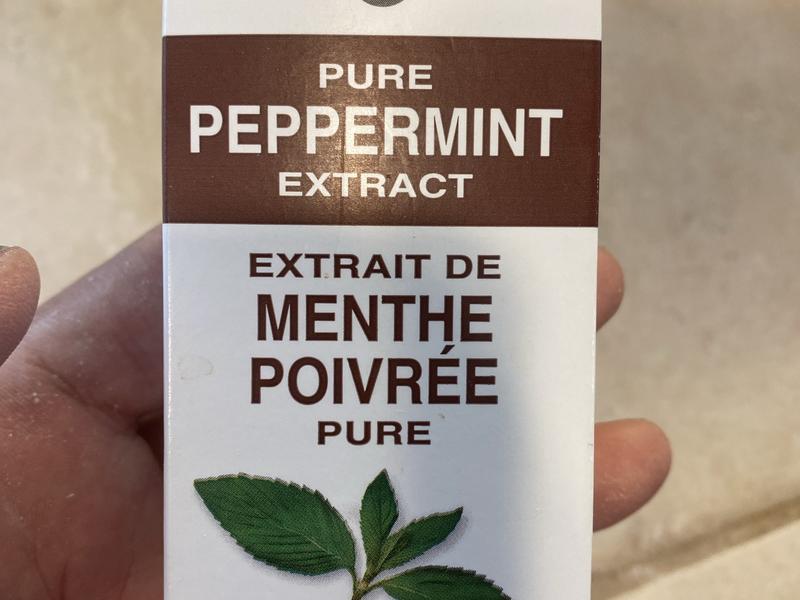 PURE
PEPPERMINT
EXTRACT
EXTRAIT DE
MENTHE
POIVRÉE
PURE